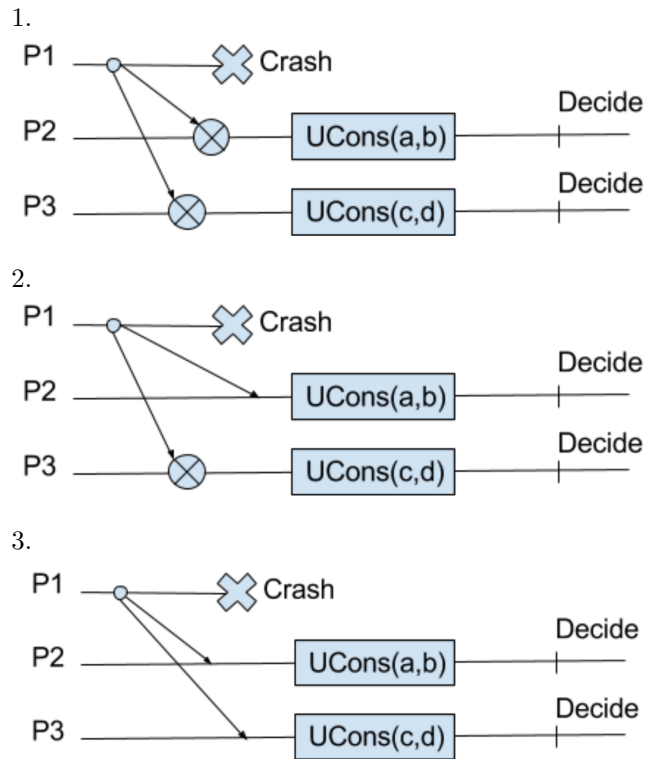 1.
P1 Crash
Decide
P2 UCons(a,b)
Decide
P3 UCons(c,d)
2.
P1 Crash
Decide
P2 UCons(a,b)
Decide
P3 UCons(c,d)
3.
P1 Crash
Decide
P2 UCons(a,b)
Decide
P3 UCons(c,d)